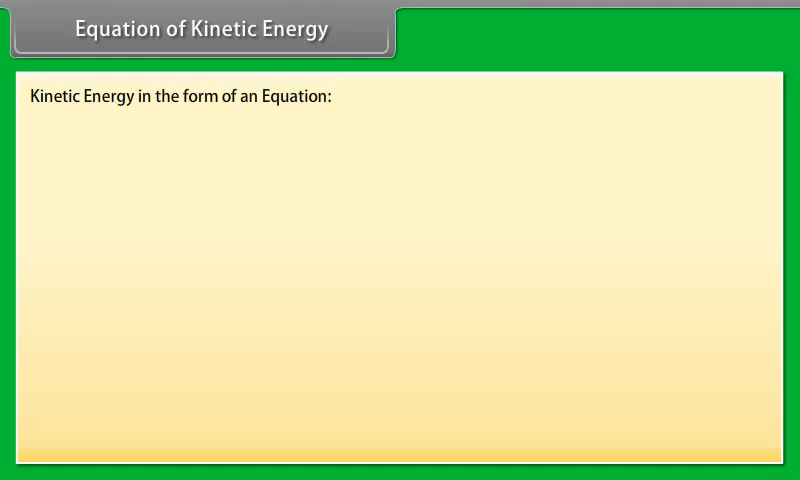 Equation of Kinetic Energy
Kinetic Energy in the form of an Equation: